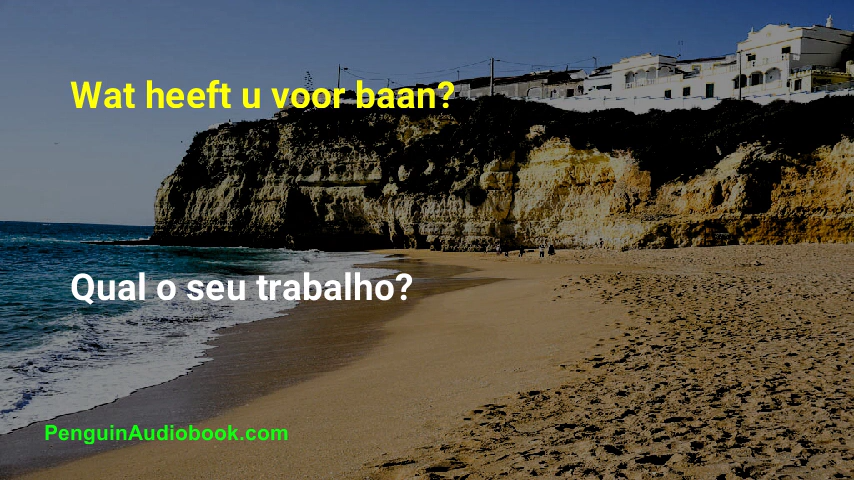 Wat heeft u voor baan?
Qual o seu trabalho?
PenguinAudiobook.com